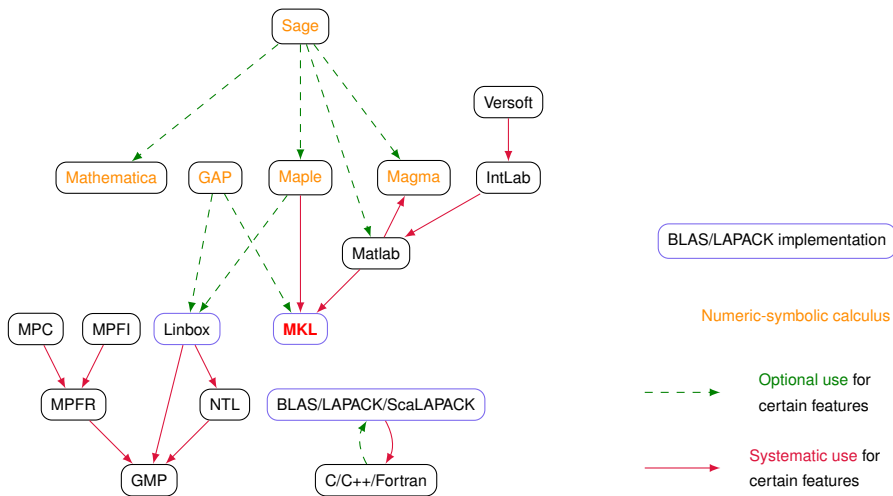 Sage
Versoft
Mathematica
GAP
Maple
Magma
IntLab
Matlab
BLAS/LAPACK implementation
Numeric-symbolic calculus
MPC
MPFI
Linbox
MKL
MPFR
NTL
BLAS/LAPACK/ScaLAPACK
Optional use for
certain features
GMP
C/C++/Fortran
Systematic use for
certain features